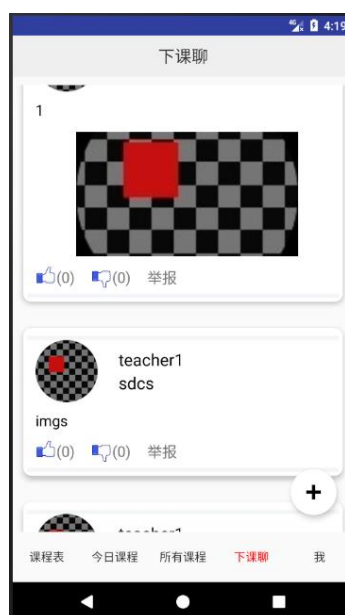 4G 4:19
下课聊
1
(0) (0) 举报
teacher1
sdcs
imgs
(0) (0) 举报
+
课程表 今日课程 所有课程 下课聊 我